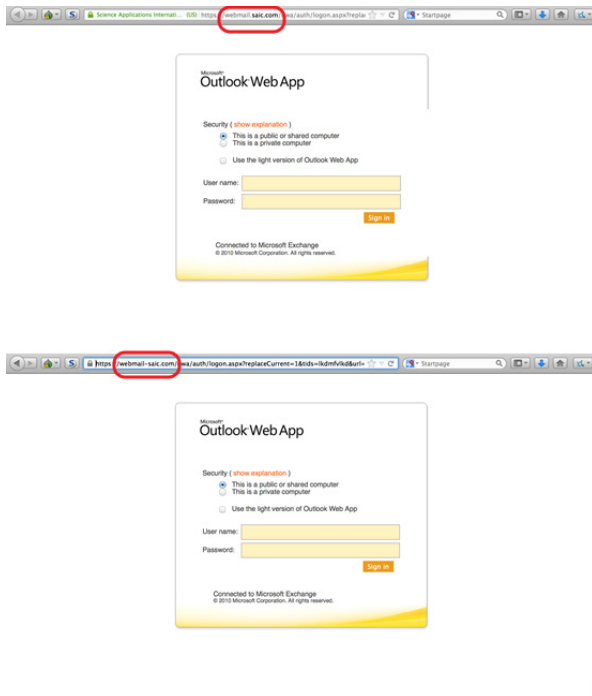 Science Applications Internati... (US) https://webmail.saic.com/owa/auth/logon.aspx?replac Startpage
Microsoft
Outlook Web App
Security ( show explanation )
This is a public or shared computer
This is a private computer
Use the light version of Outlook Web App
User name:
Password:
Sign in
Connected to Microsoft Exchange
© 2010 Microsoft Corporation. All rights reserved.
https://webmail-saic.com/owa/auth/logon.aspx?replaceCurrent=1&tids=lkdmfvlkd&url= Startpage
Microsoft
Outlook Web App
Security ( show explanation )
This is a public or shared computer
This is a private computer
Use the light version of Outlook Web App
User name:
Password:
Sign in
Connected to Microsoft Exchange
© 2010 Microsoft Corporation. All rights reserved.